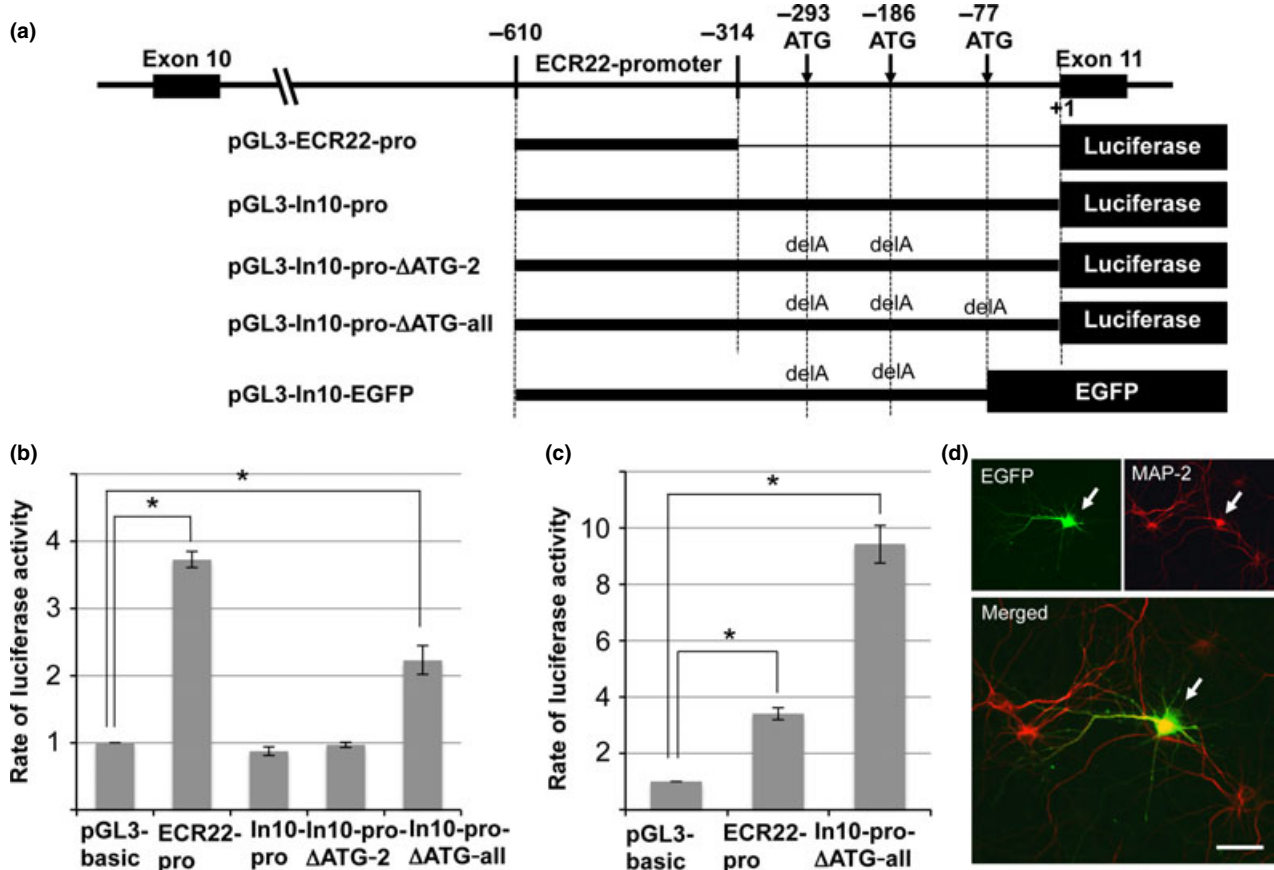 (a)
−610
−314
−293
ATG
−186
ATG
−77
ATG
Exon 10
ECR22-promoter
Exon 11
+1
pGL3-ECR22-pro
Luciferase
pGL3-In10-pro
Luciferase
delA delA
pGL3-In10-pro-ΔATG-2
Luciferase
delA delA delA
pGL3-In10-pro-ΔATG-all
Luciferase
delA delA
pGL3-In10-EGFP
EGFP
(b)
Rate of luciferase activity
4
3
2
1
* *
pGL3-basic
ECR22-pro
In10-pro
In10-pro-ΔATG-2
In10-pro-ΔATG-all
(c)
Rate of luciferase activity
10
8
6
4
2
* *
pGL3-basic
ECR22-pro
In10-pro-ΔATG-all
(d)
EGFP
MAP-2
Merged